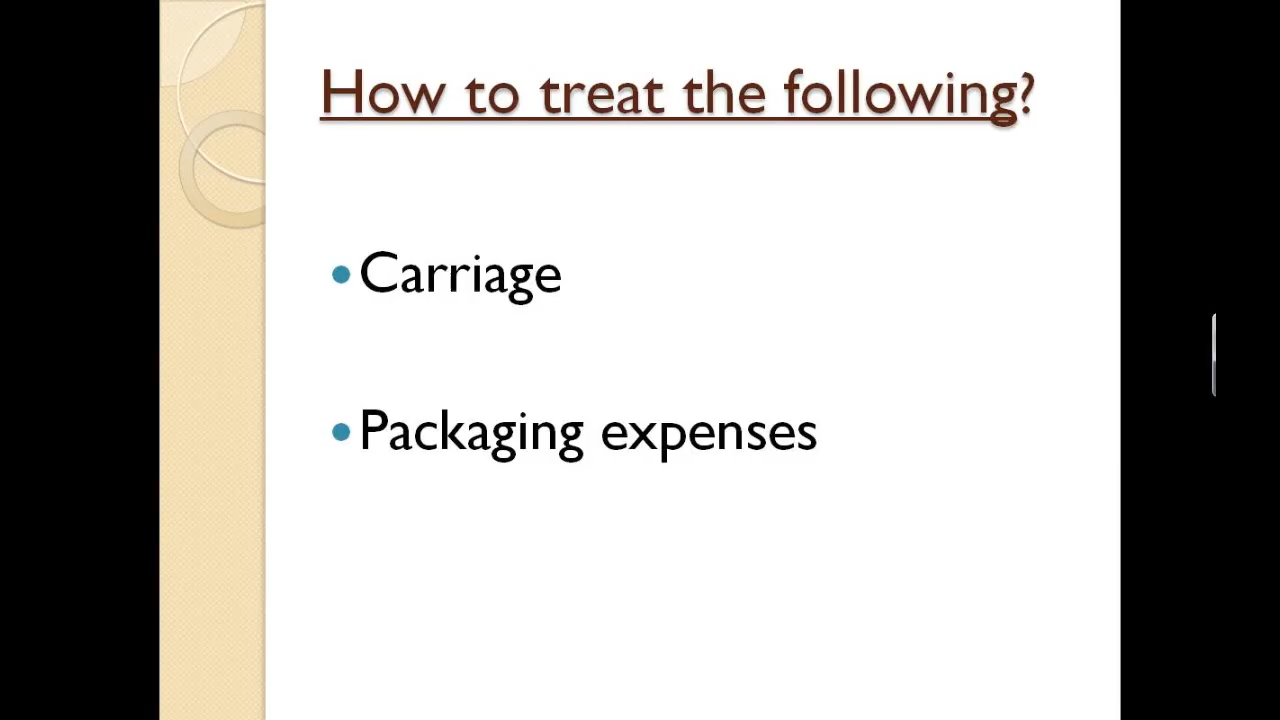 How to treat the following?
• Carriage
• Packaging expenses